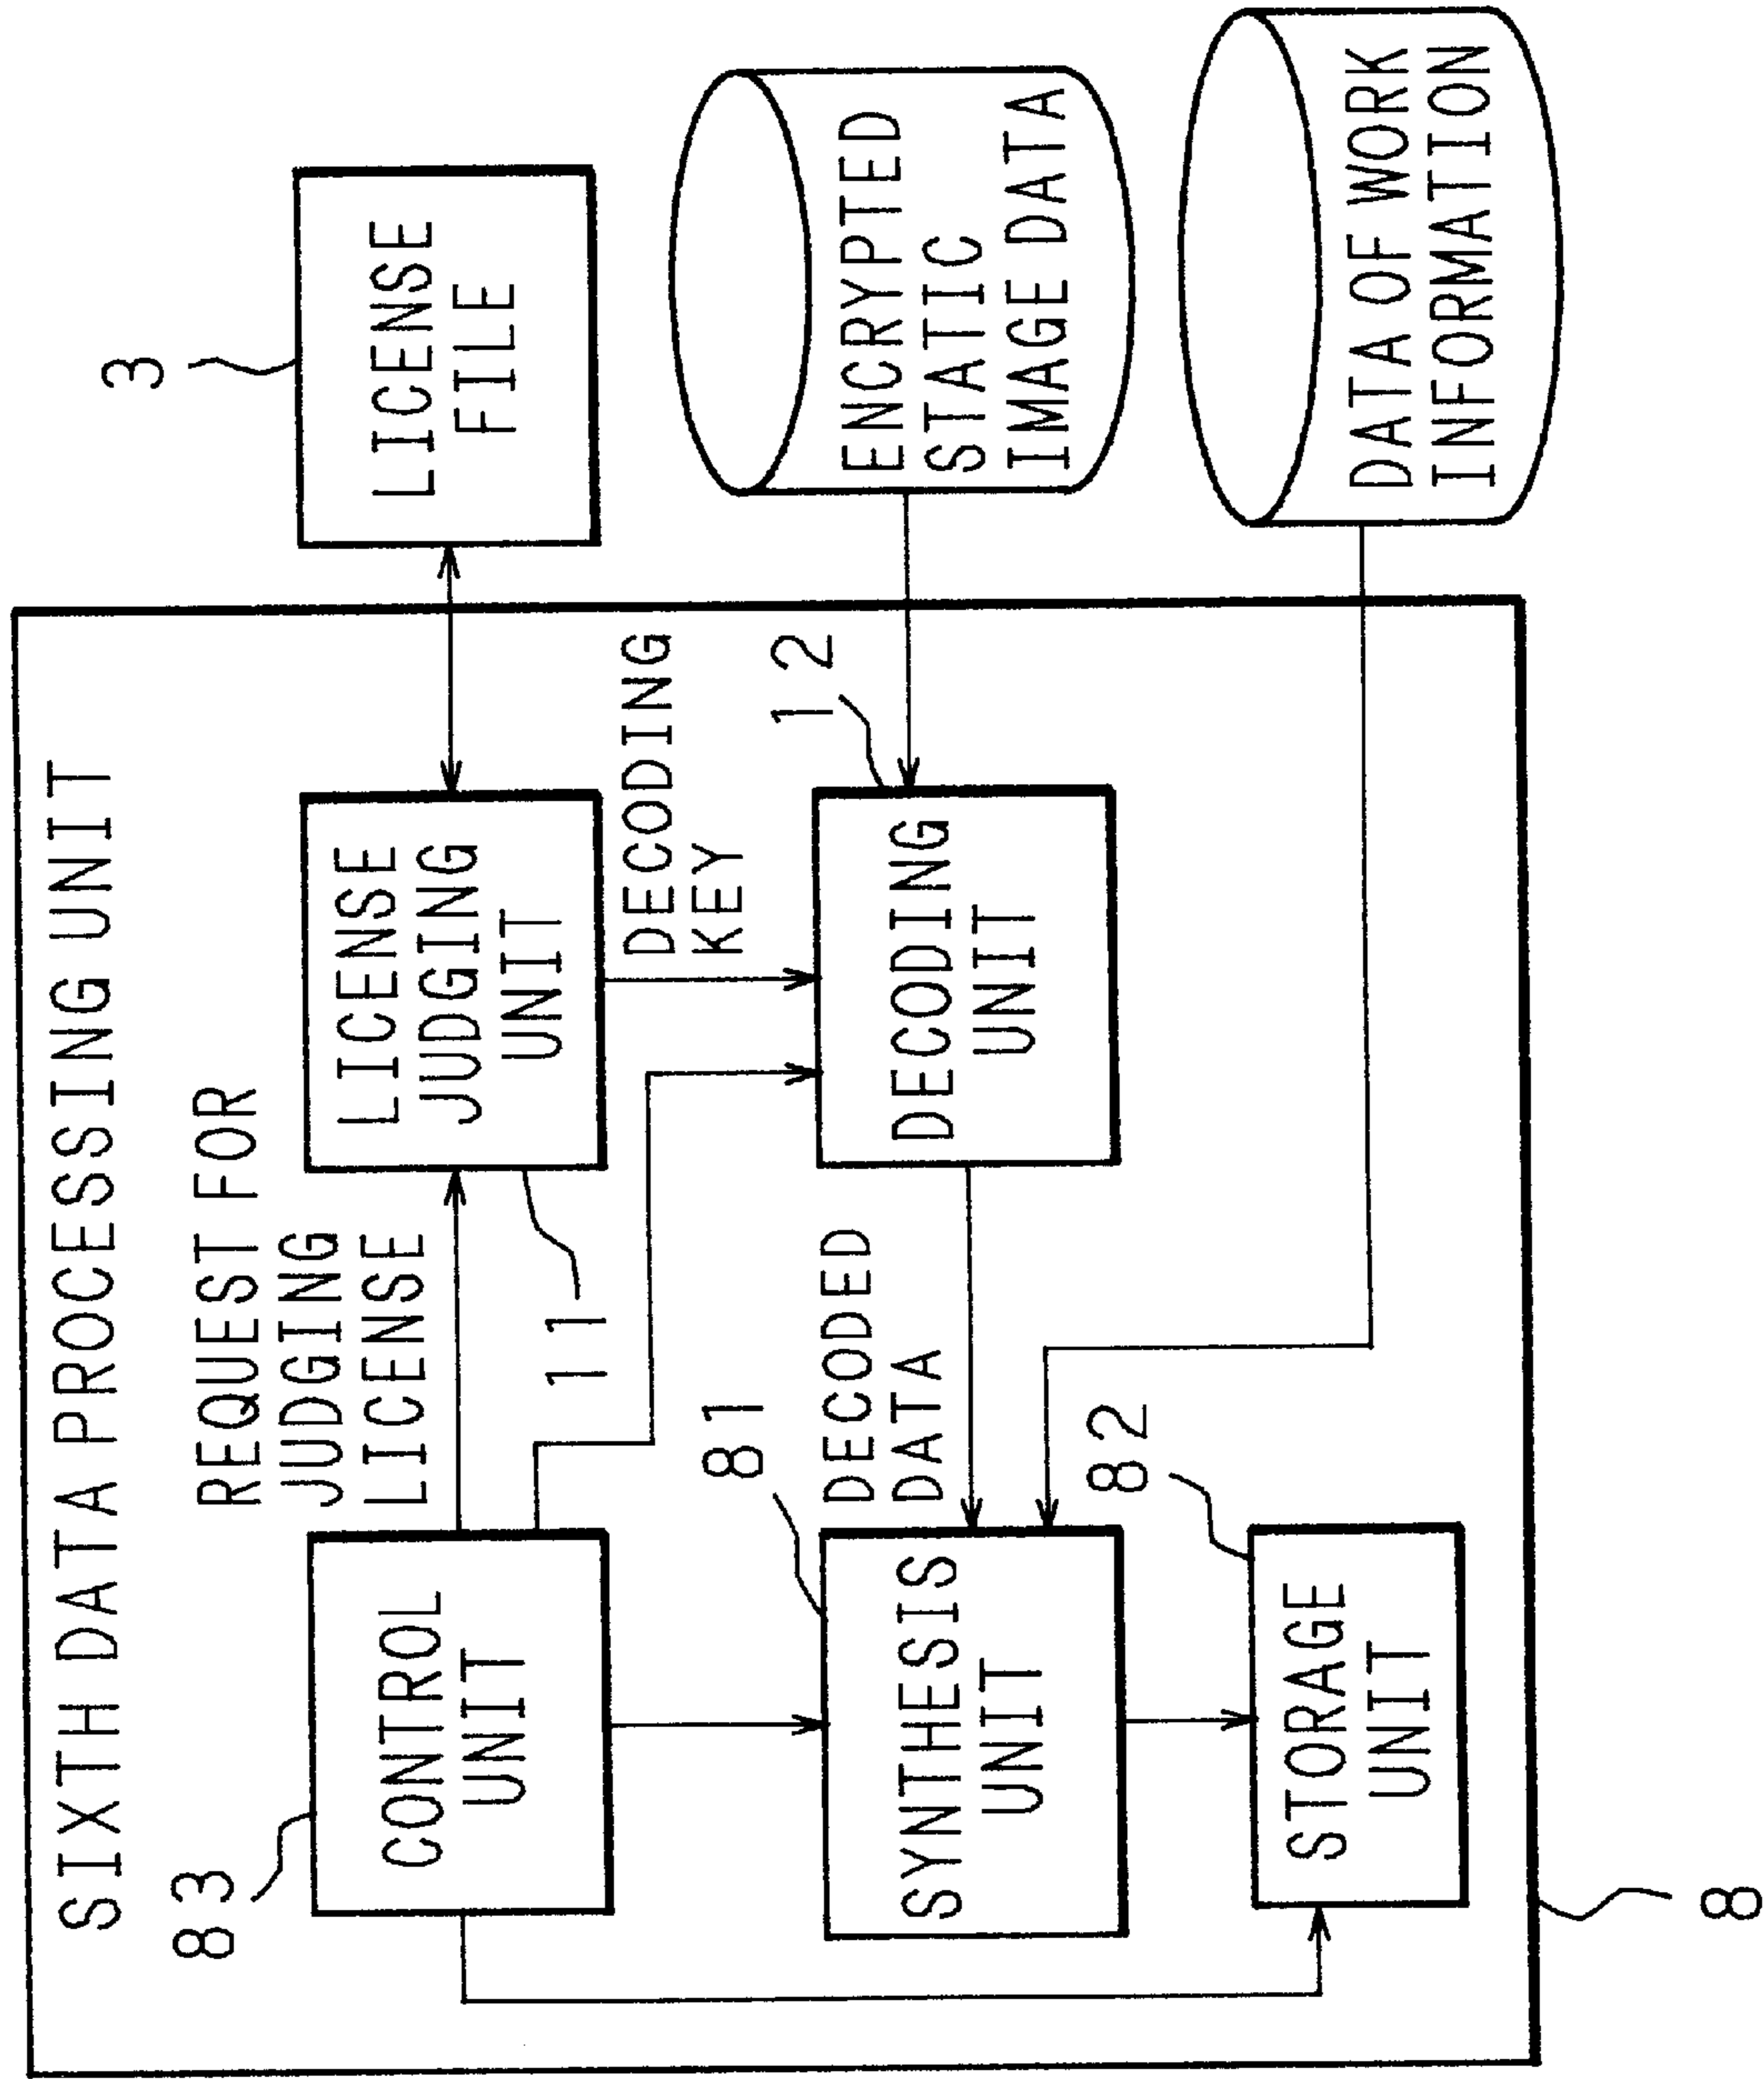 SIXTH DATA PROCESSING UNIT
83
CONTROL
UNIT
REQUEST FOR
JUDGING
LICENSE
LICENSE
JUDGING
UNIT
11
3
LICENSE
FILE
DECODING
KEY
81
SYNTHESIS
UNIT
DECODED
DATA
12
DECODING
UNIT
ENCRYPTED
STATIC
IMAGE DATA
82
STORAGE
UNIT
DATA OF WORK
INFORMATION
8